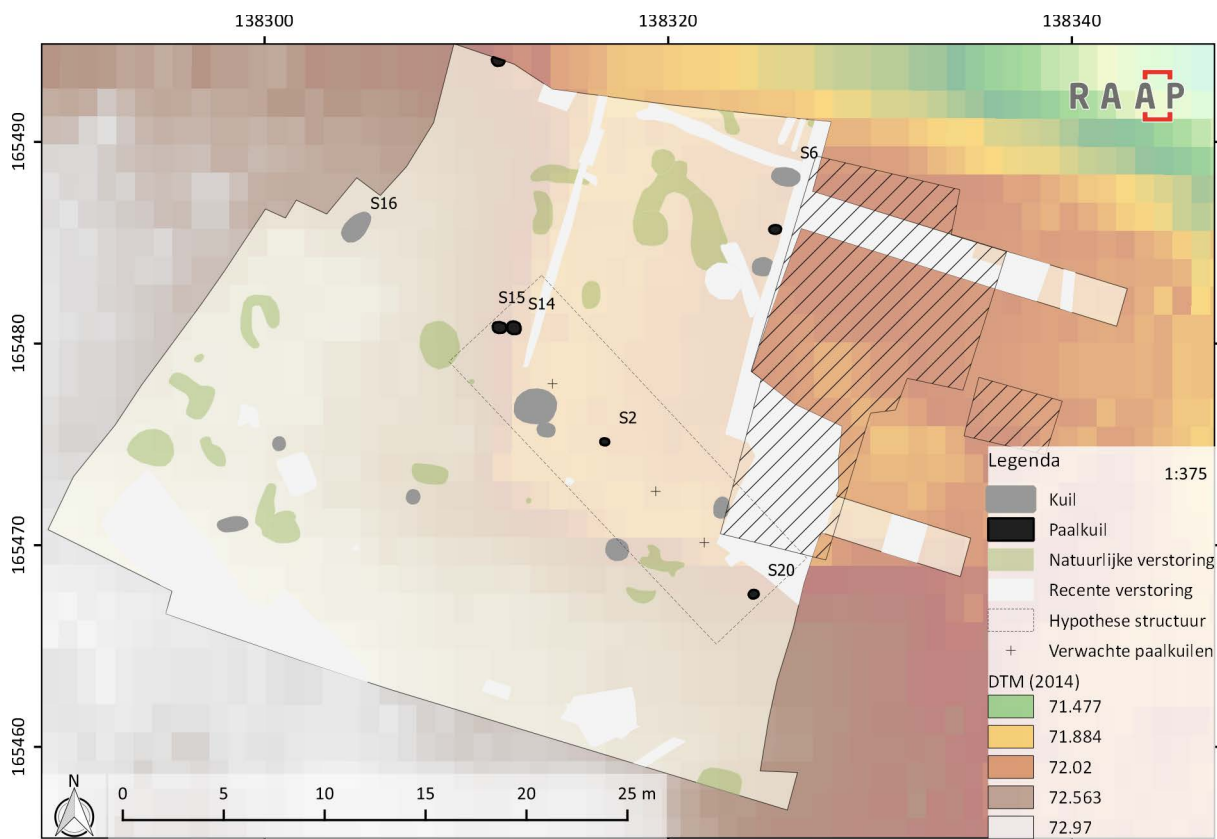 138300
138320
138340
RAAP
165490
165480
165470
165460
S6
S16
S15
S14
S2
S20
Legenda
1:375
Kuil
Paalkuil
Natuurlijke verstoring
Recente verstoring
Hypothese structuur
Verwachte paalkuilen
DTM (2014)
71.477
71.884
72.02
72.563
72.97
N
0 5 10 15 20 25 m